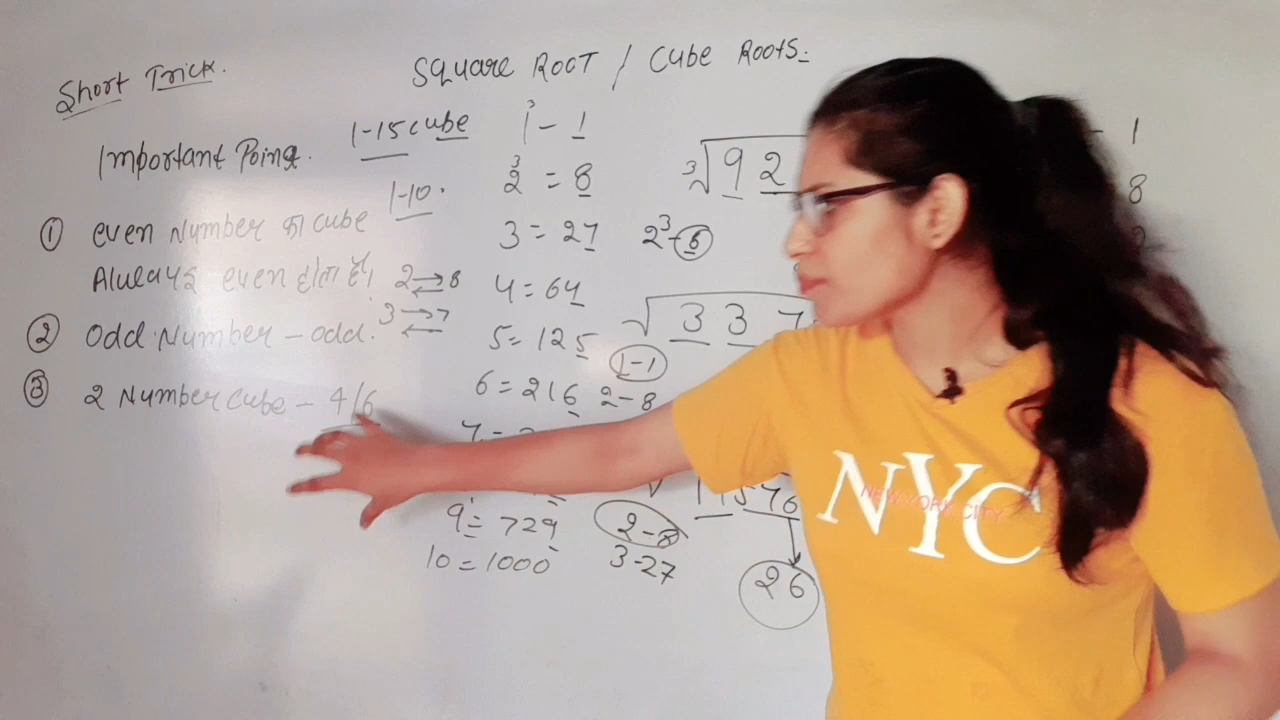 Short Trick.
Square Root / Cube Roots.
Important Point.
1-15 cube
1-10.
① even Number का cube
Always even होता है।
2 → 8
② Odd Number - odd.
3 → 7
③ 2 Number cube - 4/6
1³ - 1
2³ = 8
3 = 27
4 = 64
5 = 125
6 = 216
9 = 729
10 = 1000
3√92
2³-8
√337
1-1
2-8
11576
2-8
3-27
26
1
8
NYC
NEW YORK CITY